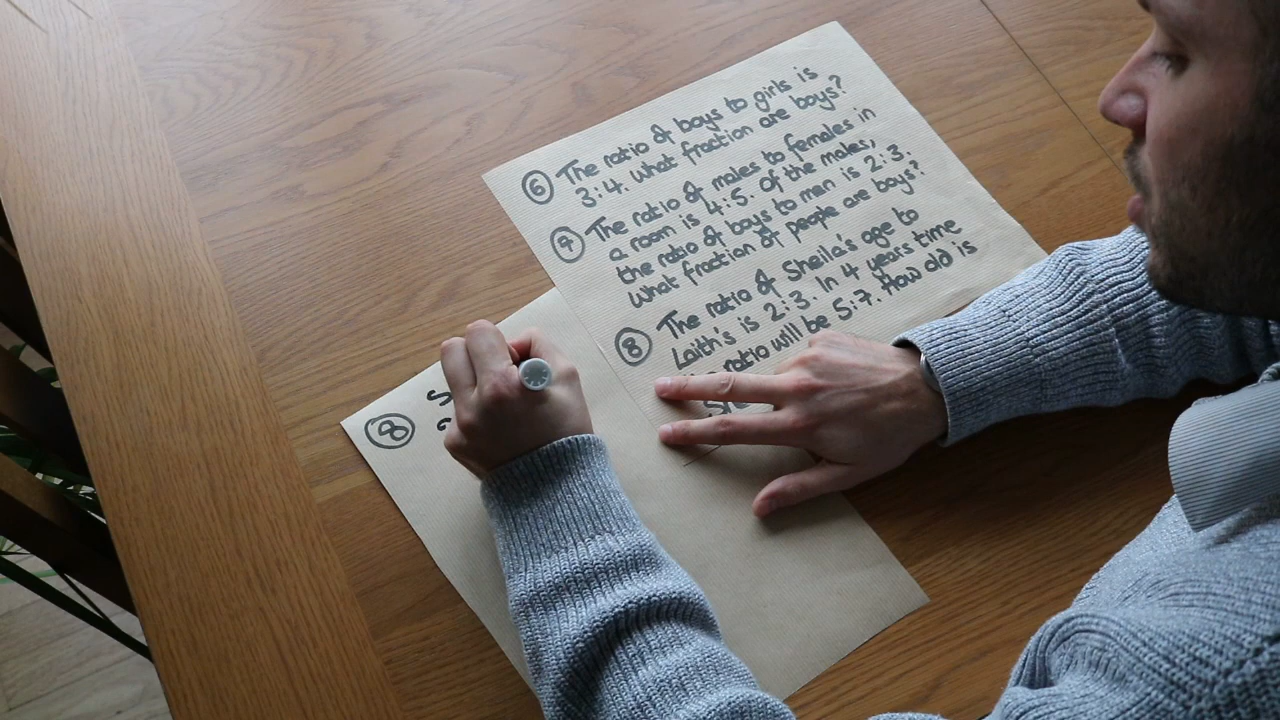 6 The ratio of boys to girls is
3:4. What fraction are boys?
7 The ratio of males to females in
a room is 4:5. Of the males,
the ratio of boys to men is 2:3.
What fraction of people are boys?
8 The ratio of Sheila's age to
Laith's is 2:3. In 4 years time
ratio will be 5:7. How old is
8